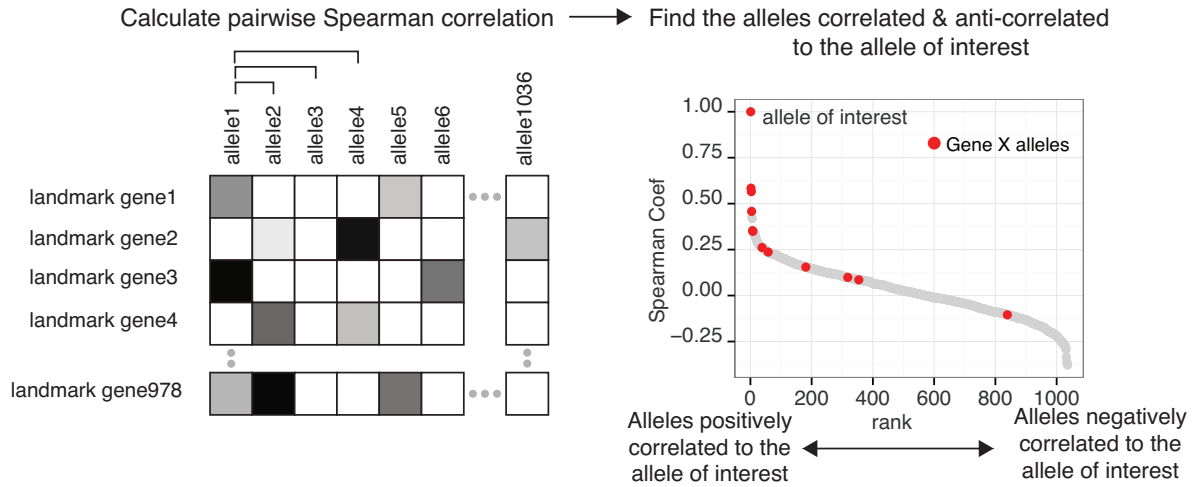 Calculate pairwise Spearman correlation
Find the alleles correlated & anti-correlated
to the allele of interest
allele1
allele2
allele3
allele4
allele5
allele6
allele1036
landmark gene1
landmark gene2
landmark gene3
landmark gene4
landmark gene978
Spearman Coef
1.00
0.75
0.50
0.25
0.00
−0.25
allele of interest
Gene X alleles
0 200 400 600 800 1000
rank
Alleles positively
correlated to the
allele of interest
Alleles negatively
correlated to the
allele of interest